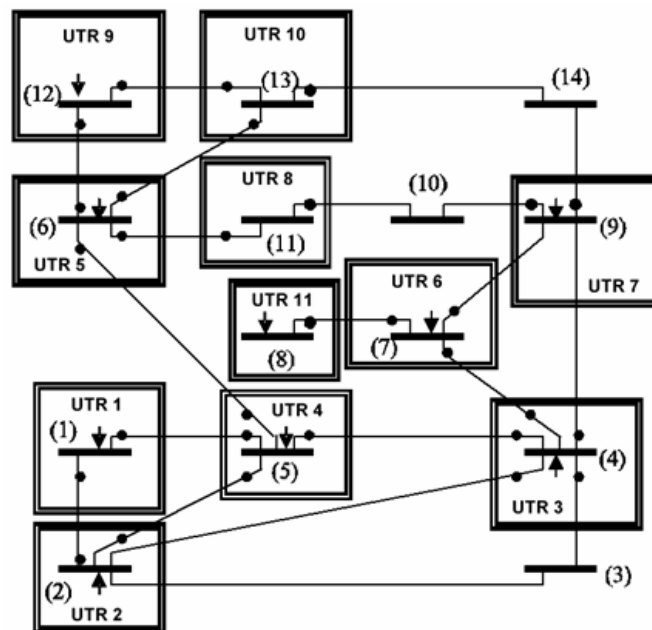 UTR 9
UTR 10
(12)
(13)
(14)
UTR 8
(10)
(6)
(11)
(9)
UTR 5
UTR 6
UTR 7
UTR 11
(7)
(8)
UTR 1
UTR 4
(1)
(5)
(4)
UTR 3
(2)
(3)
UTR 2